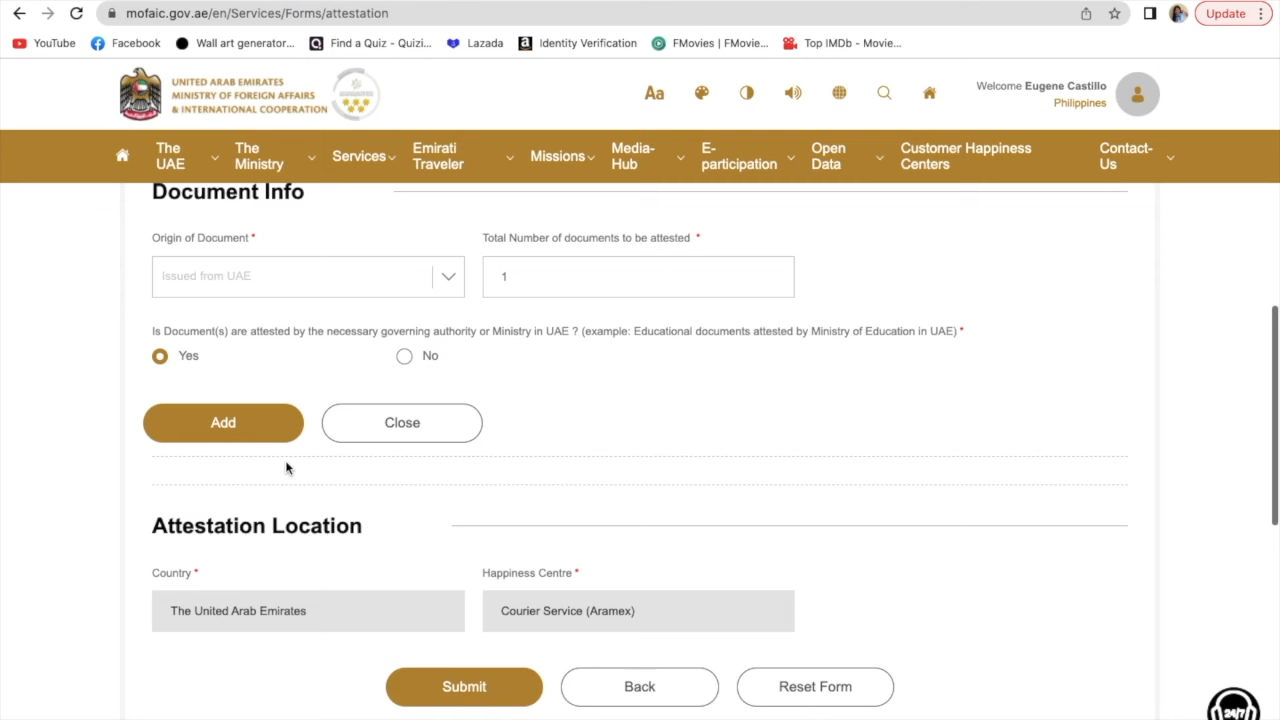 mofaic.gov.ae/en/Services/Forms/attestation
Update
YouTube
Facebook
Wall art generator...
Find a Quiz - Quizi...
Lazada
Identity Verification
FMovies | FMovie...
Top IMDb - Movie...
UNITED ARAB EMIRATES
MINISTRY OF FOREIGN AFFAIRS
& INTERNATIONAL COOPERATION
Aa
Welcome Eugene Castillo
Philippines
The
UAE
The
Ministry
Services
Emirati
Traveler
Missions
Media-
Hub
E-
participation
Open
Data
Customer Happiness
Centers
Contact-
Us
Document Info
Origin of Document *
Total Number of documents to be attested *
Issued from UAE
1
Is Document(s) are attested by the necessary governing authority or Ministry in UAE ? (example: Educational documents attested by Ministry of Education in UAE) *
Yes
No
Add
Close
Attestation Location
Country *
Happiness Centre *
The United Arab Emirates
Courier Service (Aramex)
Submit
Back
Reset Form
24/7